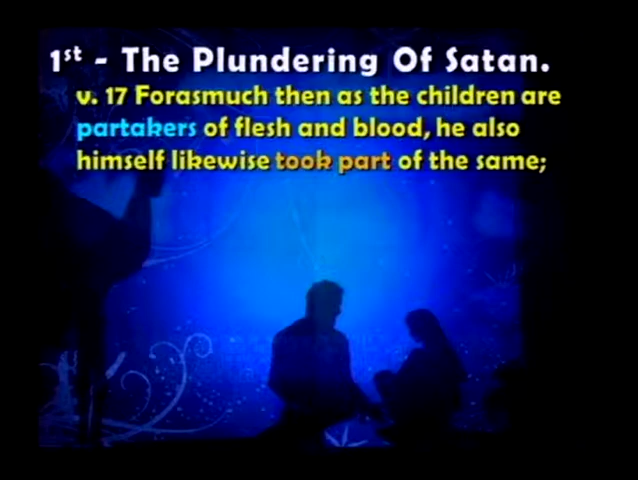 1st - The Plundering Of Satan.
v. 17 Forasmuch then as the children are
partakers of flesh and blood, he also
himself likewise took part of the same;